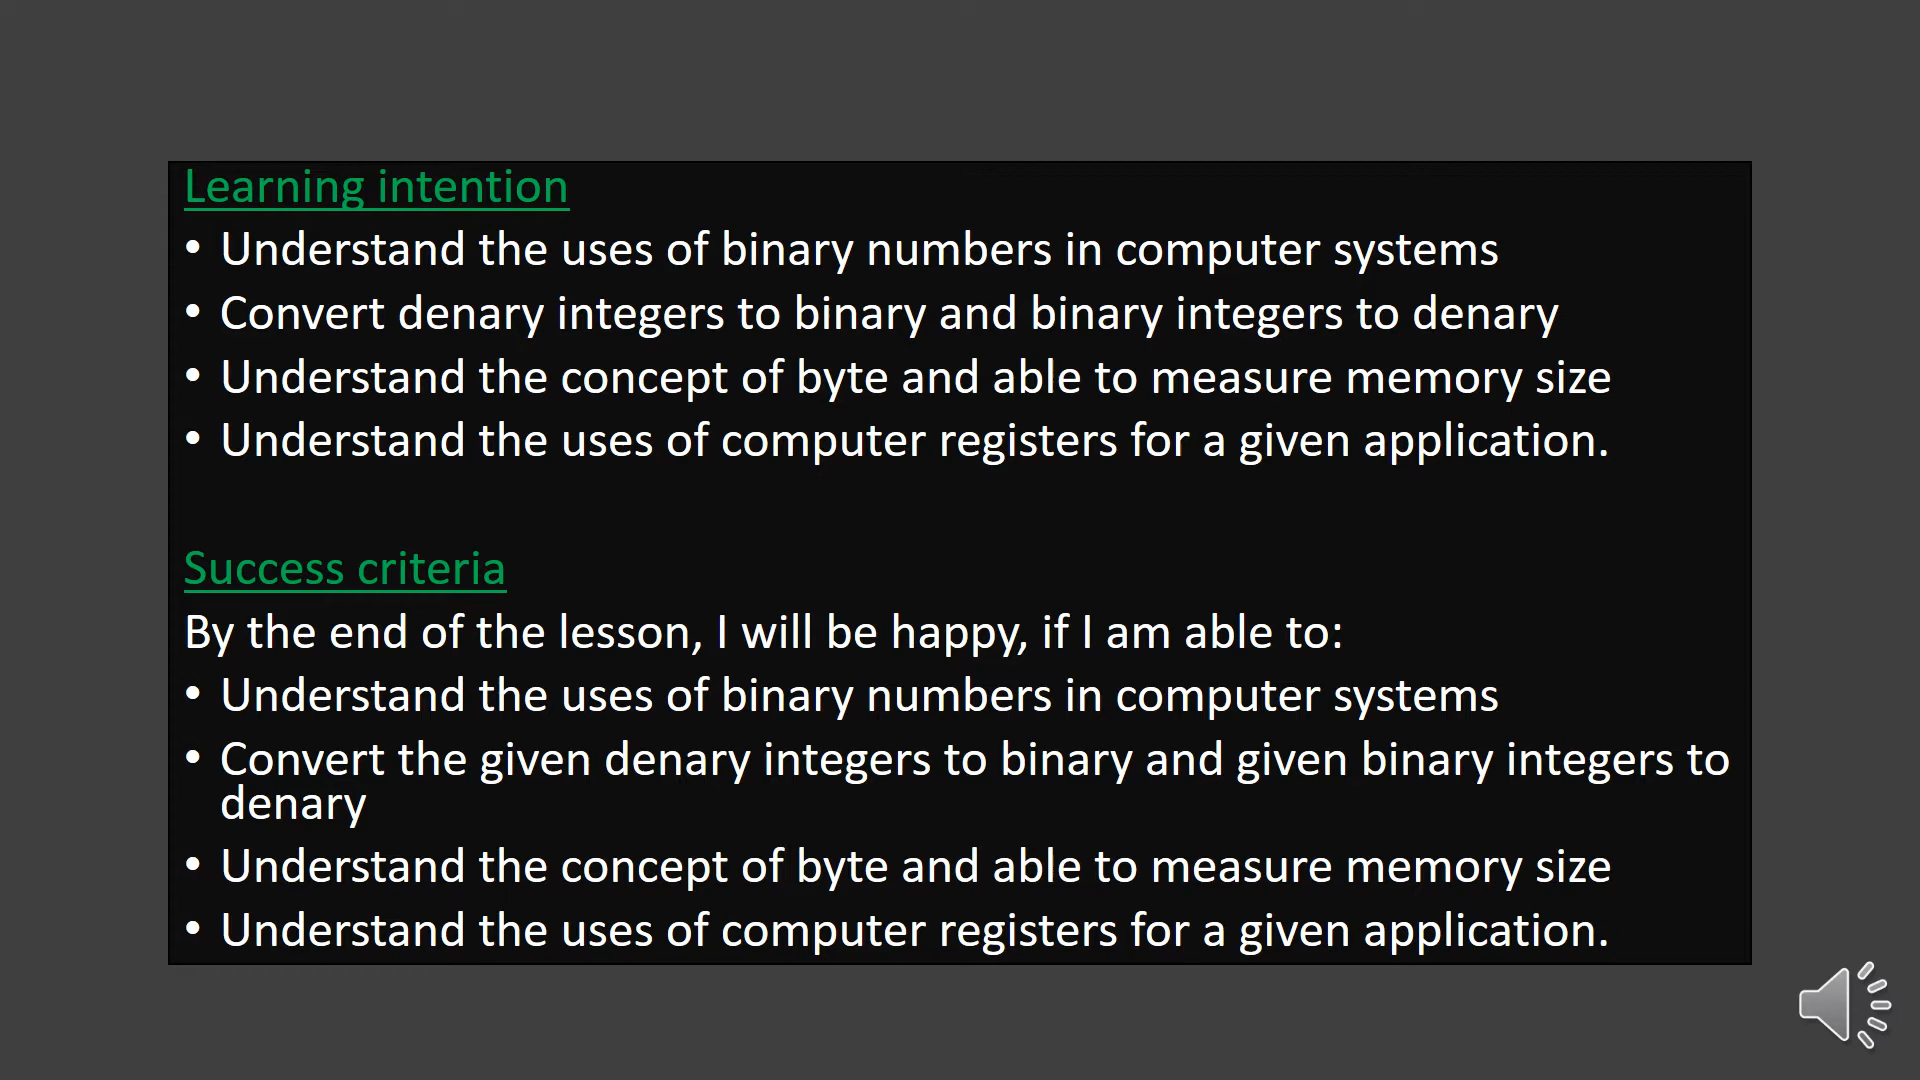 Learning intention
• Understand the uses of binary numbers in computer systems
• Convert denary integers to binary and binary integers to denary
• Understand the concept of byte and able to measure memory size
• Understand the uses of computer registers for a given application.
Success criteria
By the end of the lesson, I will be happy, if I am able to:
• Understand the uses of binary numbers in computer systems
• Convert the given denary integers to binary and given binary integers to
denary
• Understand the concept of byte and able to measure memory size
• Understand the uses of computer registers for a given application.